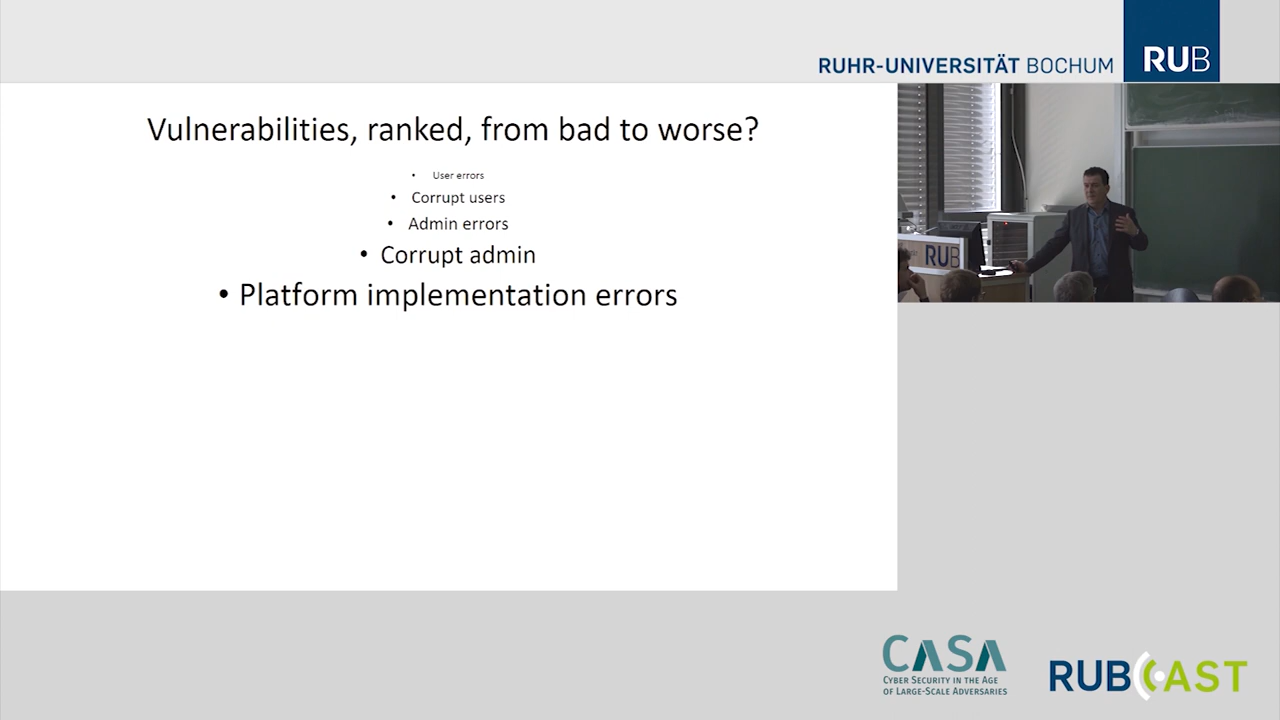 RUHR-UNIVERSITÄT BOCHUM
RUB
Vulnerabilities, ranked, from bad to worse?
• User errors
• Corrupt users
• Admin errors
• Corrupt admin
• Platform implementation errors
RUB
CASA
CYBER SECURITY IN THE AGE
OF LARGE-SCALE ADVERSARIES
RUBCAST